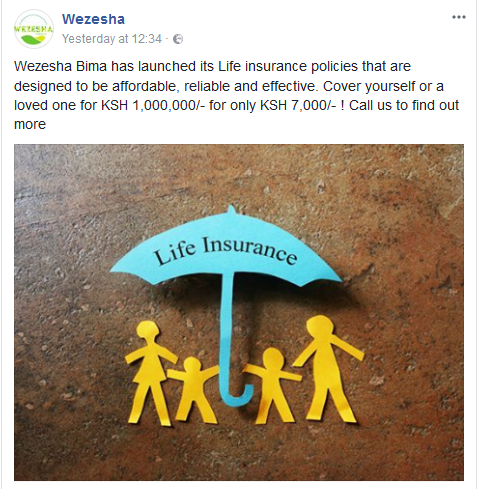 WEZESHA
Wezesha
Yesterday at 12:34 ·
Wezesha Bima has launched its Life insurance policies that are
designed to be affordable, reliable and effective. Cover yourself or a
loved one for KSH 1,000,000/- for only KSH 7,000/- ! Call us to find out
more
Life Insurance